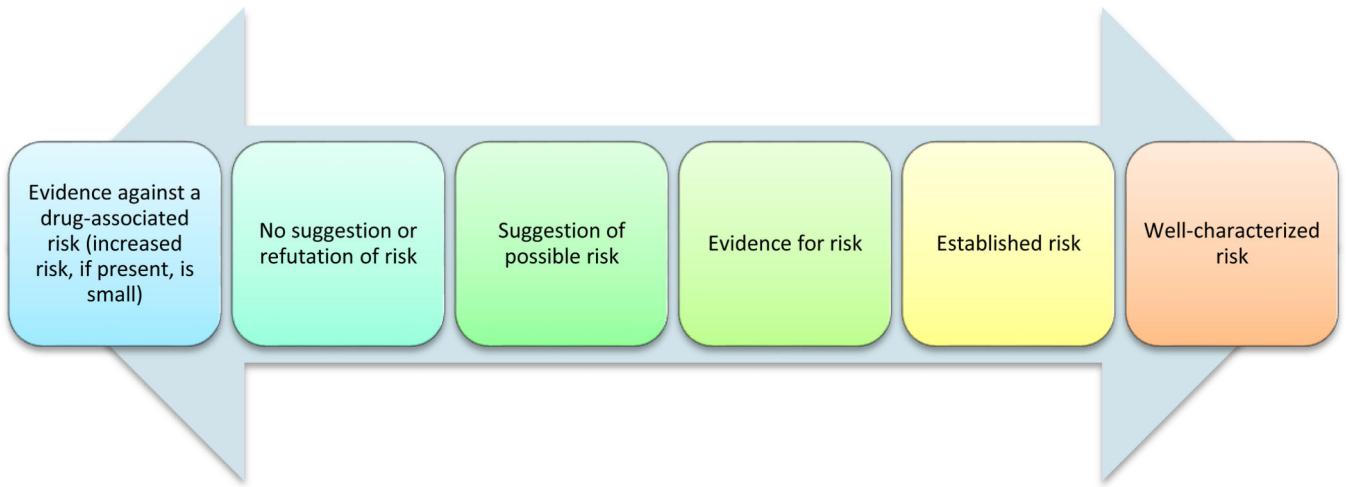 Evidence against a
drug-associated
risk (increased
risk, if present, is
small)
No suggestion or
refutation of risk
Suggestion of
possible risk
Evidence for risk
Established risk
Well-characterized
risk